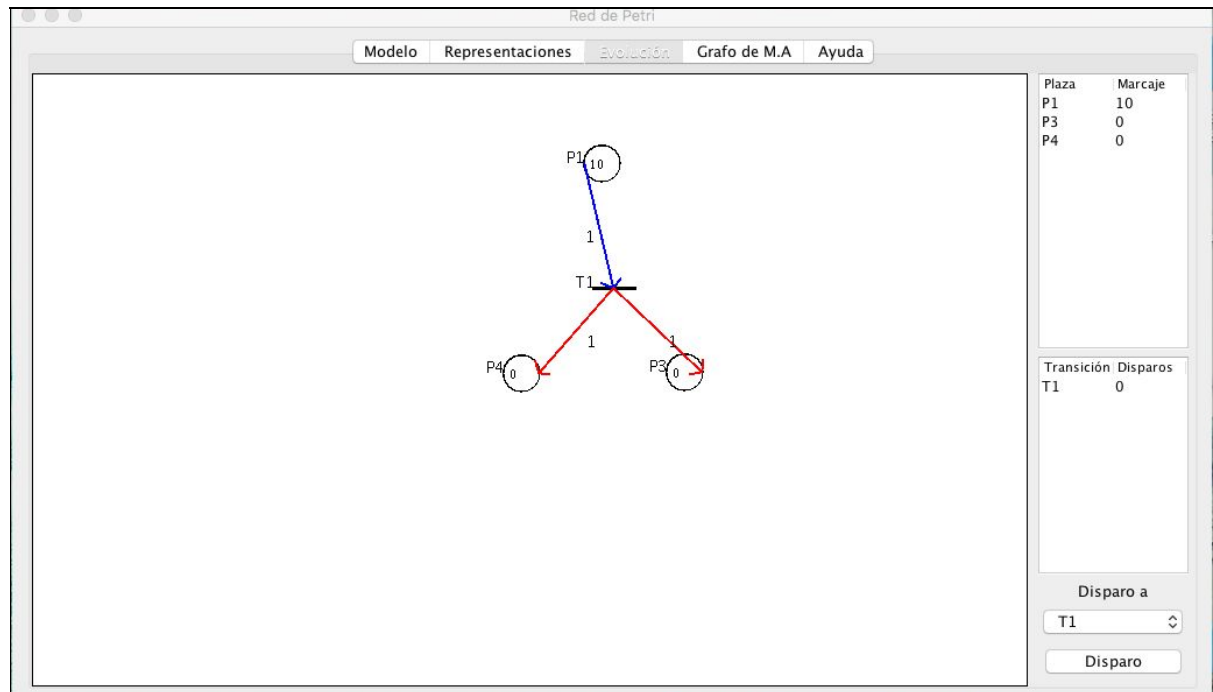 Red de Petri
Modelo Representaciones Evolución Grafo de M.A Ayuda
Plaza Marcaje
P1 10
P3 0
P4 0
P1 10
1
T1
1 1
P4 0 P3 0
Transición Disparos
T1 0
Disparo a
T1
Disparo